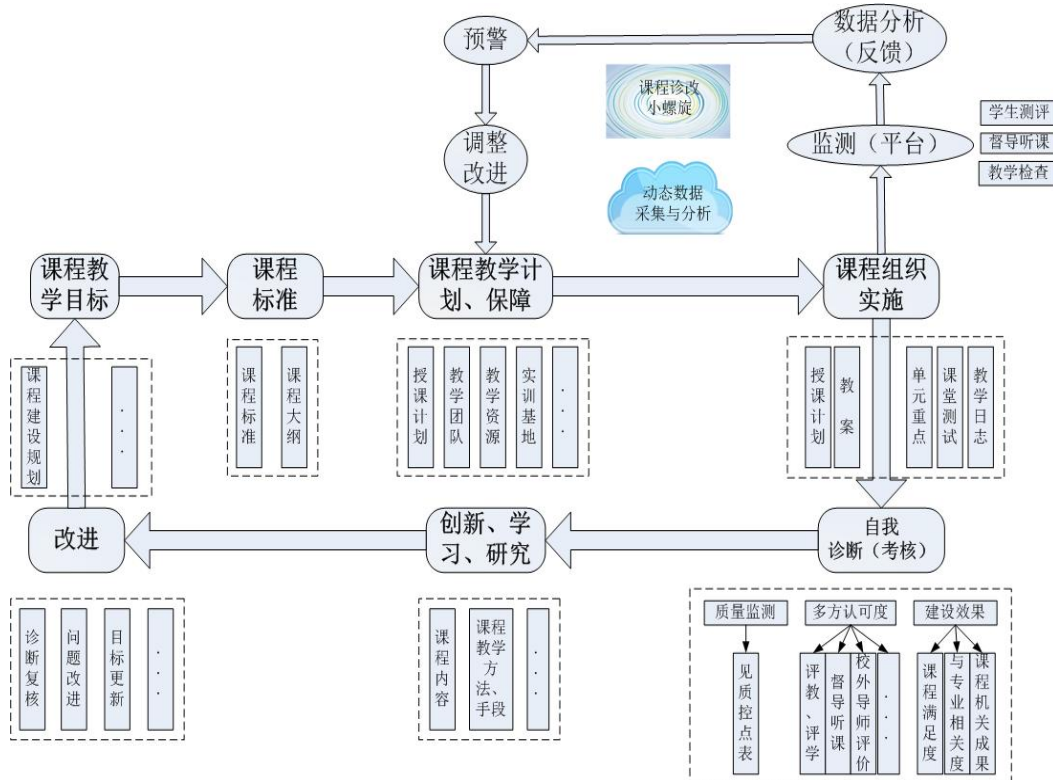 预警
数据分析
（反馈）
课程诊改
小螺旋
学生测评
监测（平台）
督导听课
教学检查
调整
改进
动态数据
采集与分析
课程教
学目标
课程
标准
课程教学计
划、保障
课程组织
实施
课程建设规划
...
课程标准
课程大纲
授课计划
教学团队
教学资源
实训基地
...
授课计划
教案
单元重点
课堂测试
教学日志
改进
创新、学
习、研究
自我
诊断（考核）
诊断复核
问题改进
目标更新
...
课程内容
课程
教学
方法、
手段
...
质量监测
多方认可度
建设效果
见质控点表
评教、评学
督导听课
校外导师评价
...
课程满足度
与专业相关度
课程机关成果